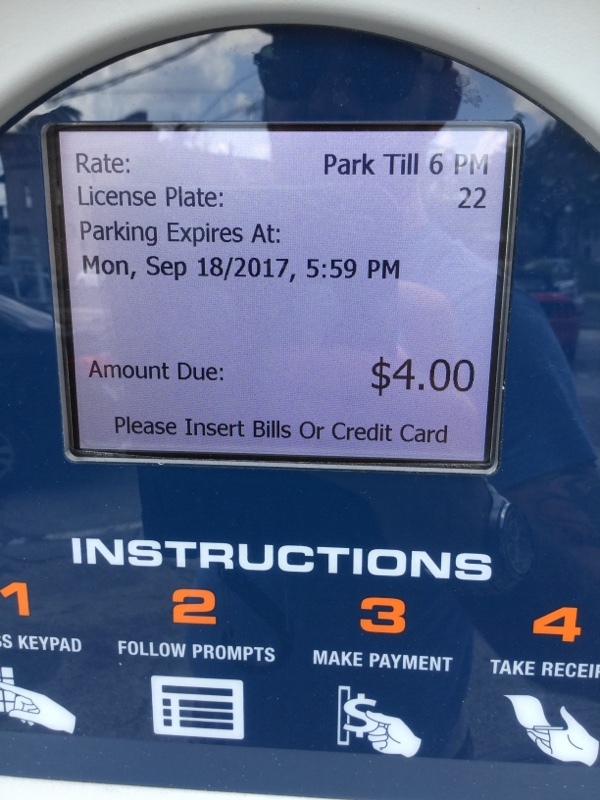 Rate: Park Till 6 PM
License Plate: 22
Parking Expires At:
Mon, Sep 18/2017, 5:59 PM
Amount Due: $4.00
Please Insert Bills Or Credit Card
INSTRUCTIONS
1 2 3 4
KEYPAD FOLLOW PROMPTS MAKE PAYMENT TAKE
$